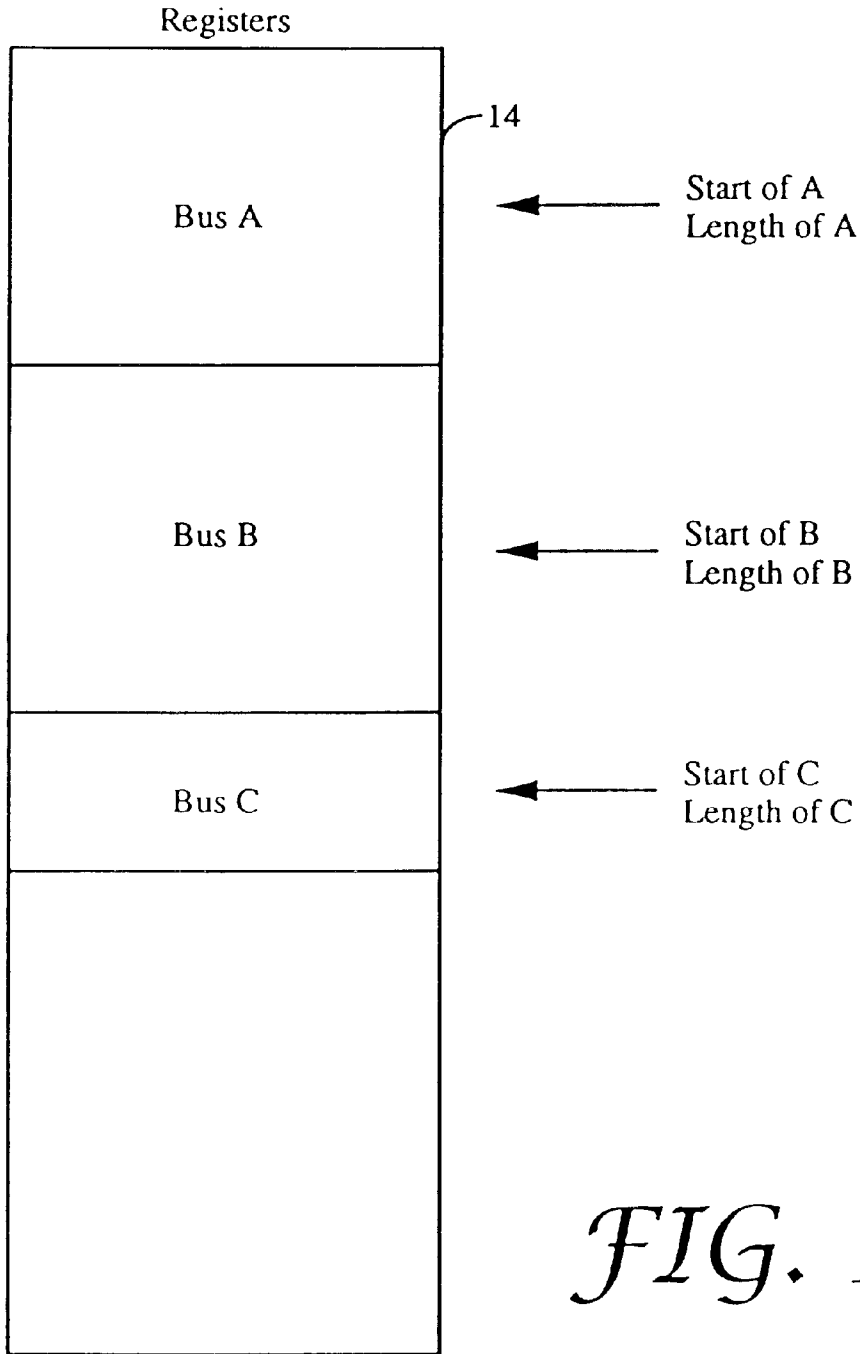 Registers
14
Bus A
Start of A
Length of A
Bus B
Start of B
Length of B
Bus C
Start of C
Length of C
FIG.